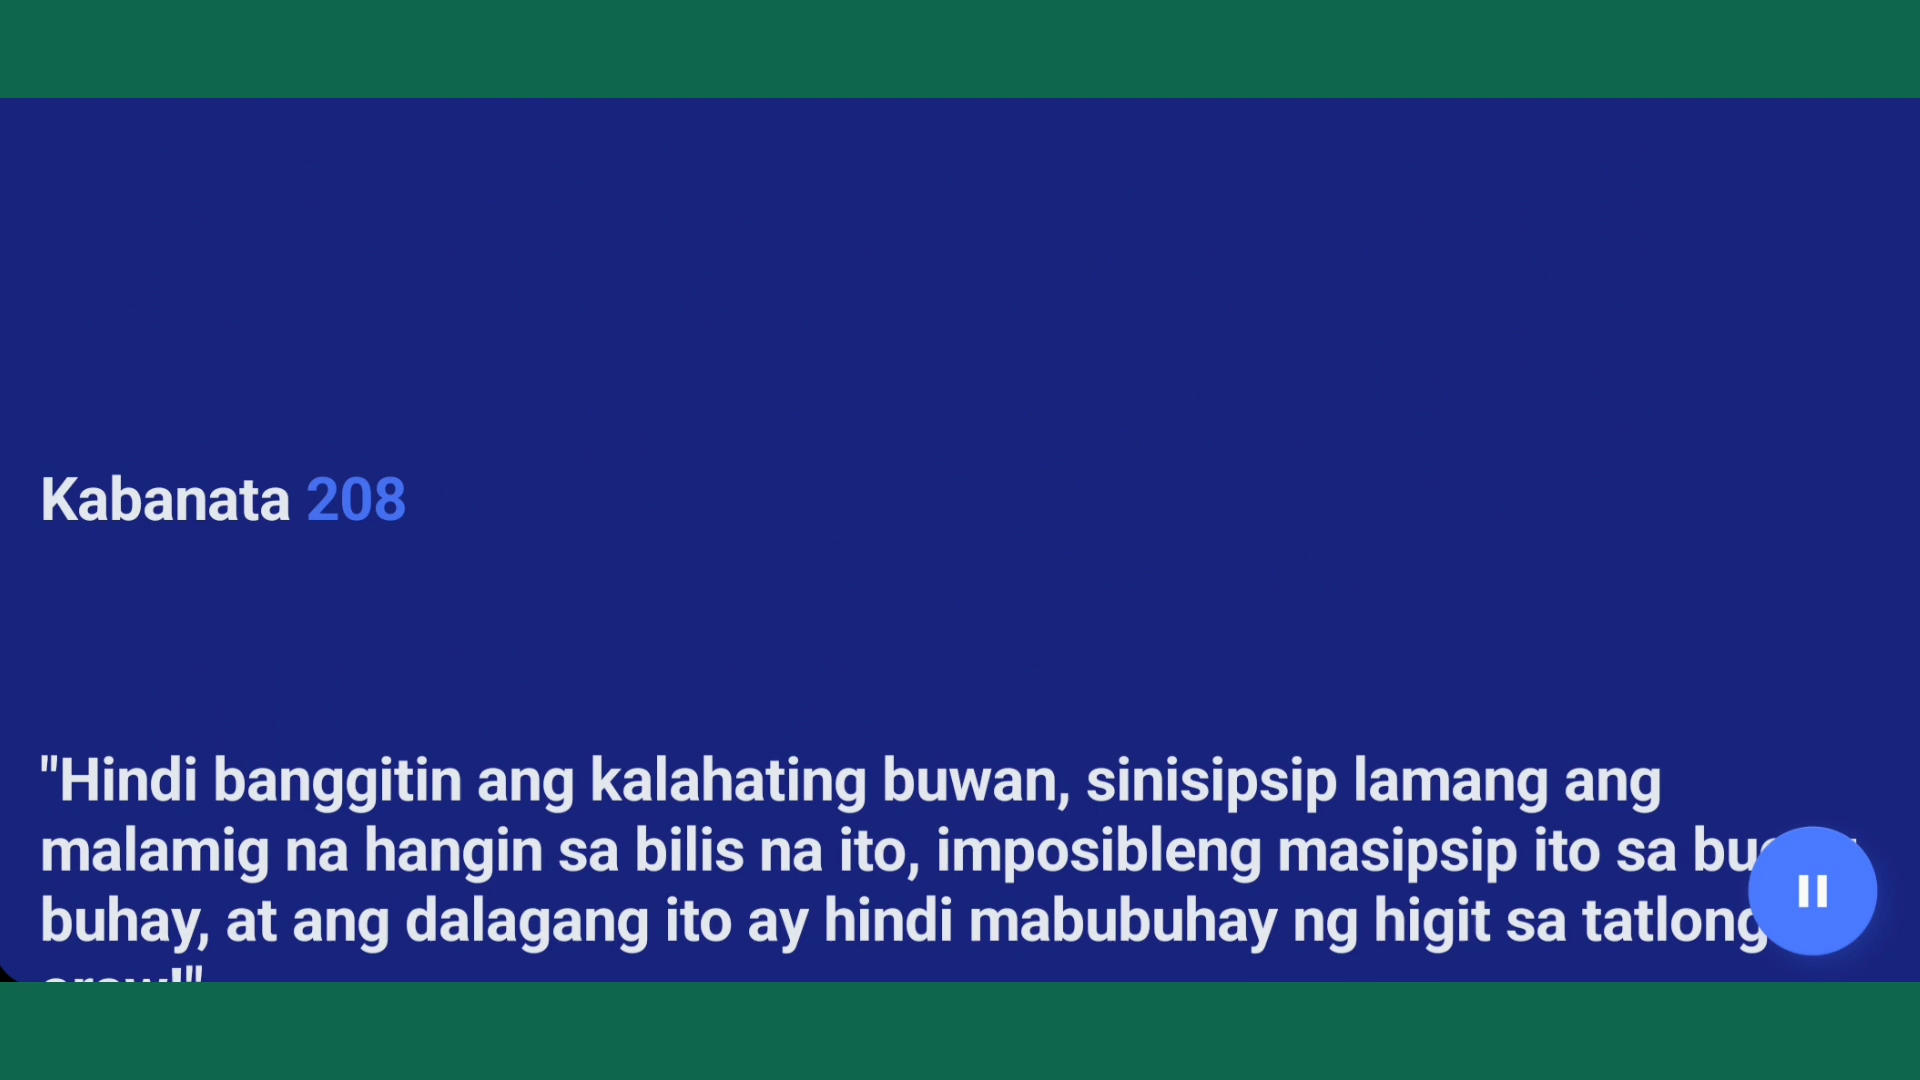 Kabanata 208
"Hindi banggitin ang kalahating buwan, sinisipsip lamang ang
malamig na hangin sa bilis na ito, imposibleng masipsip ito sa
buhay, at ang dalagang ito ay hindi mabubuhay ng higit sa tatlong